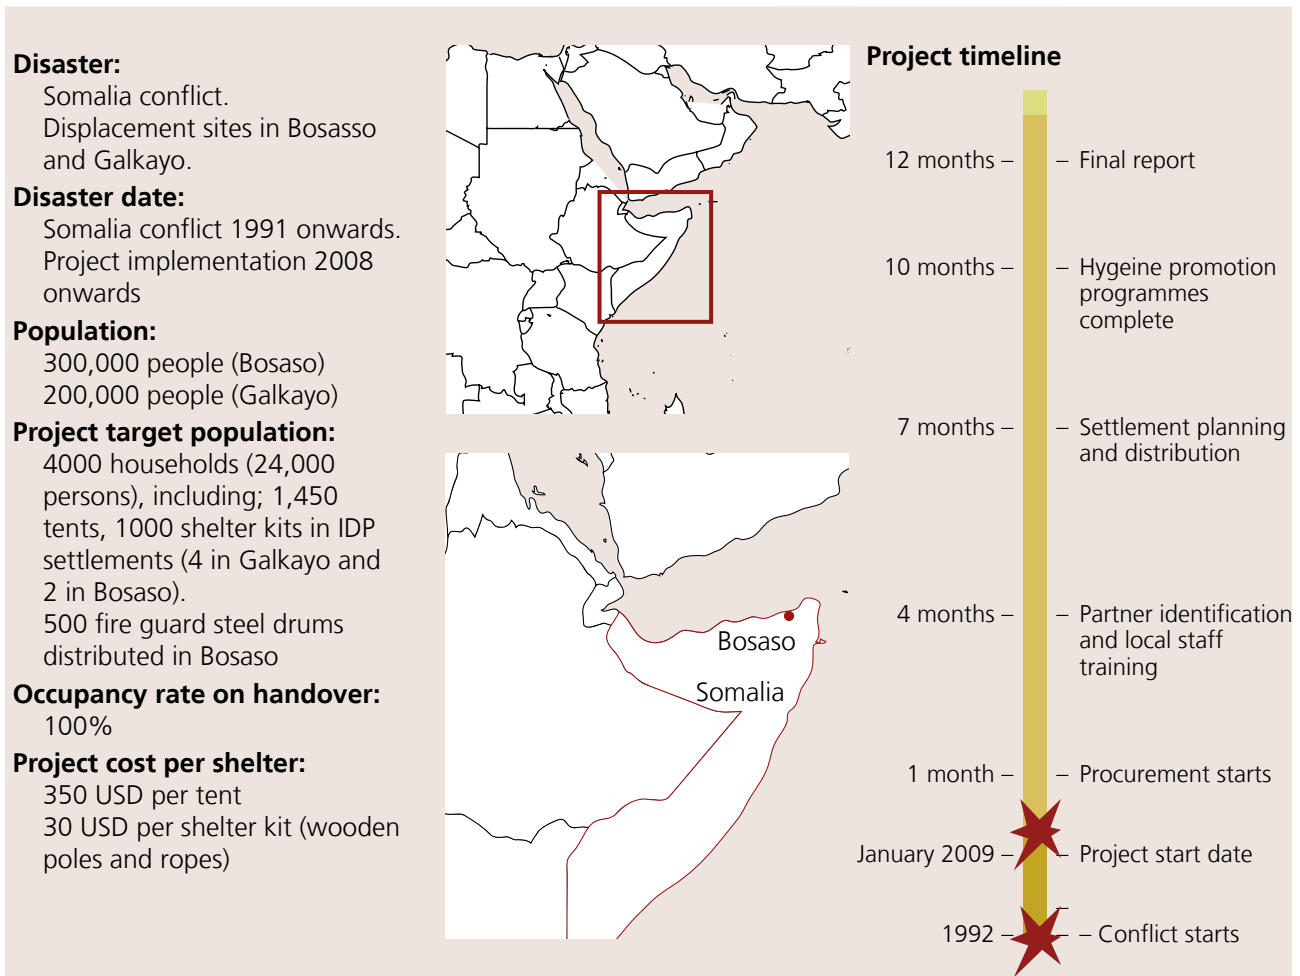 Disaster:
Somalia conflict.
Displacement sites in Bosasso
and Galkayo.
Disaster date:
Somalia conflict 1991 onwards.
Project implementation 2008
onwards
Population:
300,000 people (Bosaso)
200,000 people (Galkayo)
Project target population:
4000 households (24,000
persons), including; 1,450
tents, 1000 shelter kits in IDP
settlements (4 in Galkayo and
2 in Bosaso).
500 fire guard steel drums
distributed in Bosaso
Occupancy rate on handover:
100%
Project cost per shelter:
350 USD per tent
30 USD per shelter kit (wooden
poles and ropes)
Bosaso
Somalia
Project timeline
12 months – – Final report
10 months – – Hygeine promotion
programmes
complete
7 months – – Settlement planning
and distribution
4 months – – Partner identification
and local staff
training
1 month – – Procurement starts
January 2009 – – Project start date
–
1992 – – – Conflict starts